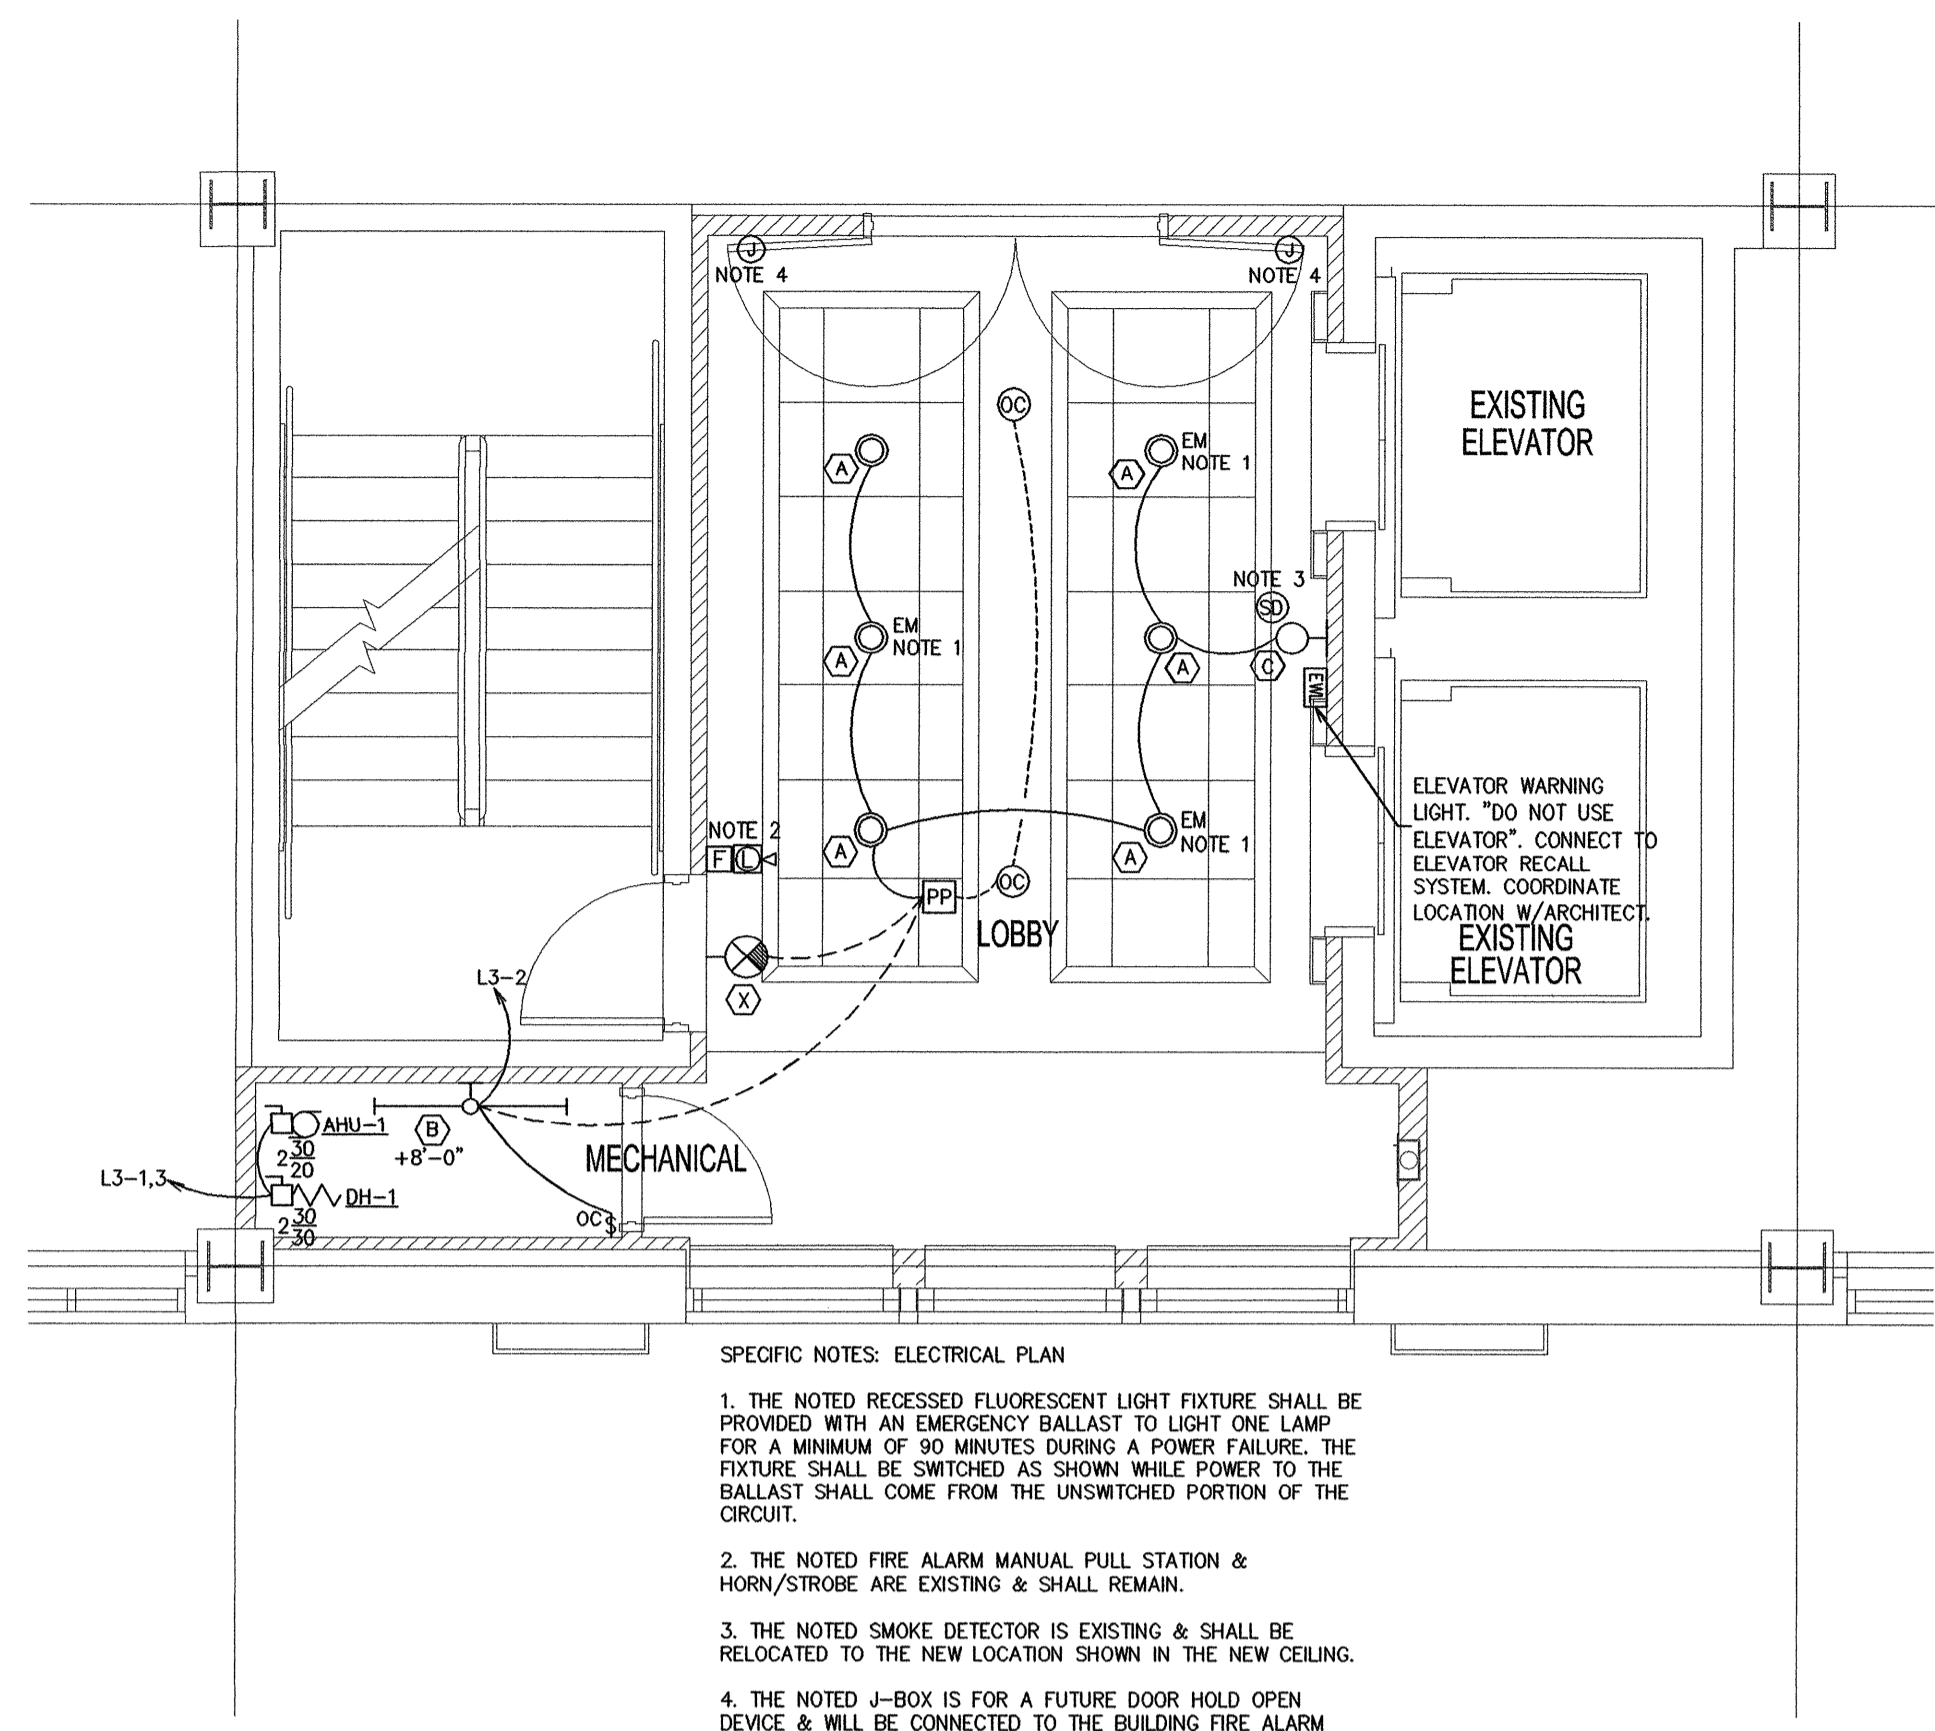 J
NOTE 4
J
NOTE 4
OC
A
EM
NOTE 1
A
EXISTING
ELEVATOR
NOTE 3
SD
A
EM
NOTE 1
A
C
EWL
ELEVATOR WARNING
LIGHT. "DO NOT USE
ELEVATOR". CONNECT TO
ELEVATOR RECALL
SYSTEM. COORDINATE
LOCATION W/ARCHITECT.
EXISTING
ELEVATOR
NOTE 2
F
L
A
EM
NOTE 1
A
OC
PP
LOBBY
X
L3-2
AHU-1
2 30
20
B
+8'-0"
MECHANICAL
L3-1,3
DH-1
2 30
30
OC $
SPECIFIC NOTES: ELECTRICAL PLAN
1. THE NOTED RECESSED FLUORESCENT LIGHT FIXTURE SHALL BE
PROVIDED WITH AN EMERGENCY BALLAST TO LIGHT ONE LAMP
FOR A MINIMUM OF 90 MINUTES DURING A POWER FAILURE. THE
FIXTURE SHALL BE SWITCHED AS SHOWN WHILE POWER TO THE
BALLAST SHALL COME FROM THE UNSWITCHED PORTION OF THE
CIRCUIT.
2. THE NOTED FIRE ALARM MANUAL PULL STATION &
HORN/STROBE ARE EXISTING & SHALL REMAIN.
3. THE NOTED SMOKE DETECTOR IS EXISTING & SHALL BE
RELOCATED TO THE NEW LOCATION SHOWN IN THE NEW CEILING.
4. THE NOTED J-BOX IS FOR A FUTURE DOOR HOLD OPEN
DEVICE & WILL BE CONNECTED TO THE BUILDING FIRE ALARM